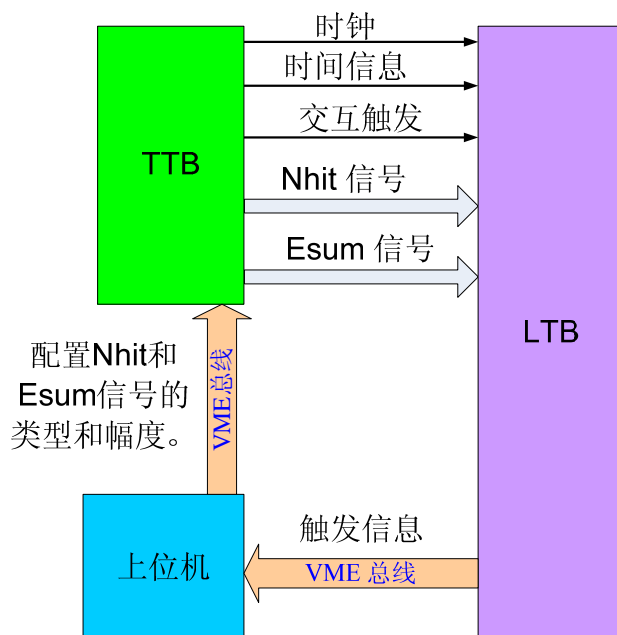 时钟
时间信息
交互触发
TTB
Nhit 信号
Esum 信号
LTB
配置Nhit和
Esum信号的
类型和幅度。
VME总线
上位机
触发信息
VME 总线